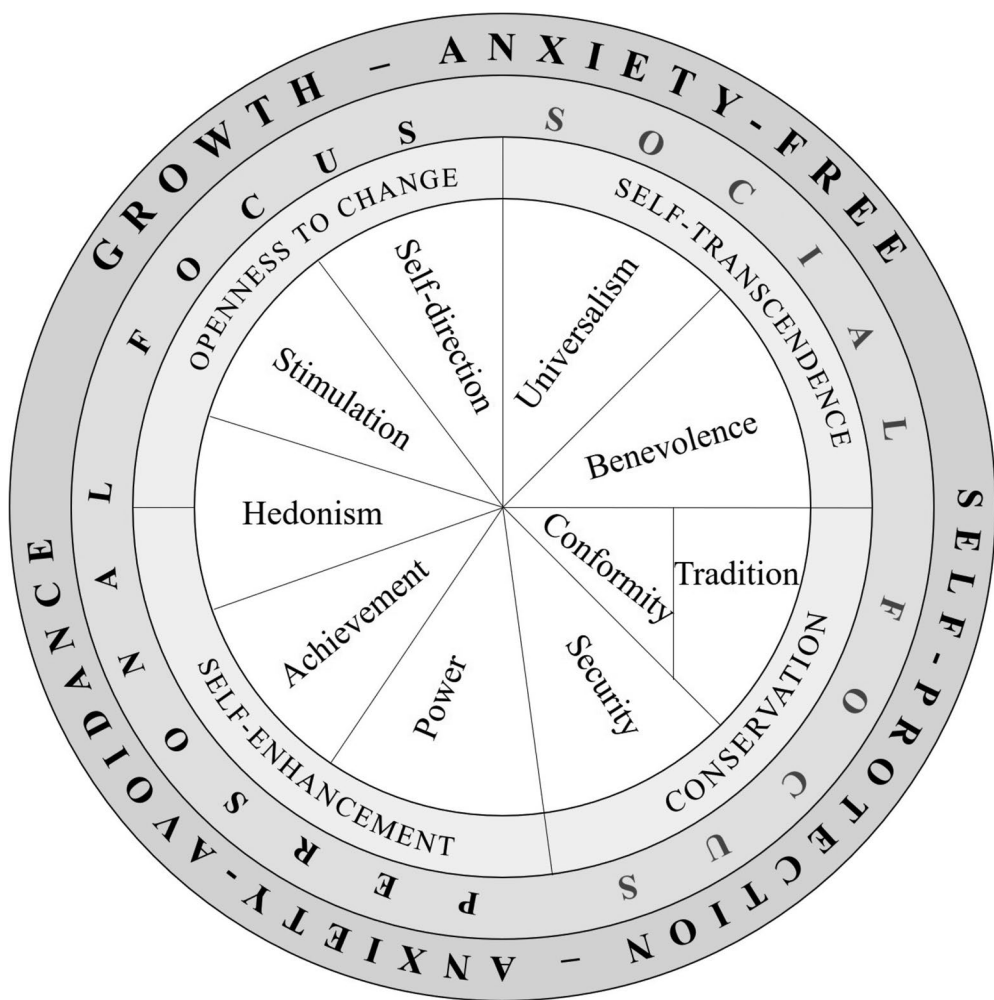 GROWTH – ANXIETY-FREE
SELF-PROTECTION – ANXIETY-AVOIDANCE
PERSONAL FOCUS
SOCIAL FOCUS
OPENNESS TO CHANGE
SELF-TRANSCENDENCE
CONSERVATION
SELF-ENHANCEMENT
Self-direction
Universalism
Benevolence
Tradition
Conformity
Security
Power
Achievement
Hedonism
Stimulation